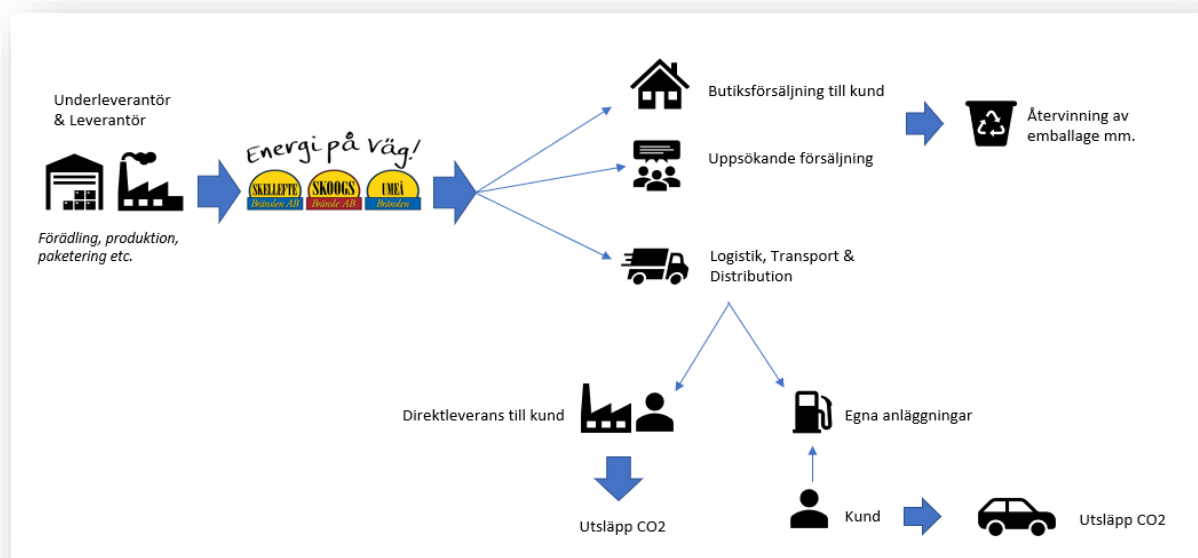 Underleverantör
& Leverantör
Förädling, produktion,
paketering etc.
Energi på väg!
SKELLEFTE
Bränslen AB
SKOOGS
Bränsle AB
UMEÅ
Bränslen
Butiksförsäljning till kund
Återvinning av
emballage mm.
Uppsökande försäljning
Logistik, Transport &
Distribution
Direktleverans till kund
Egna anläggningar
Utsläpp CO2
Kund
Utsläpp CO2